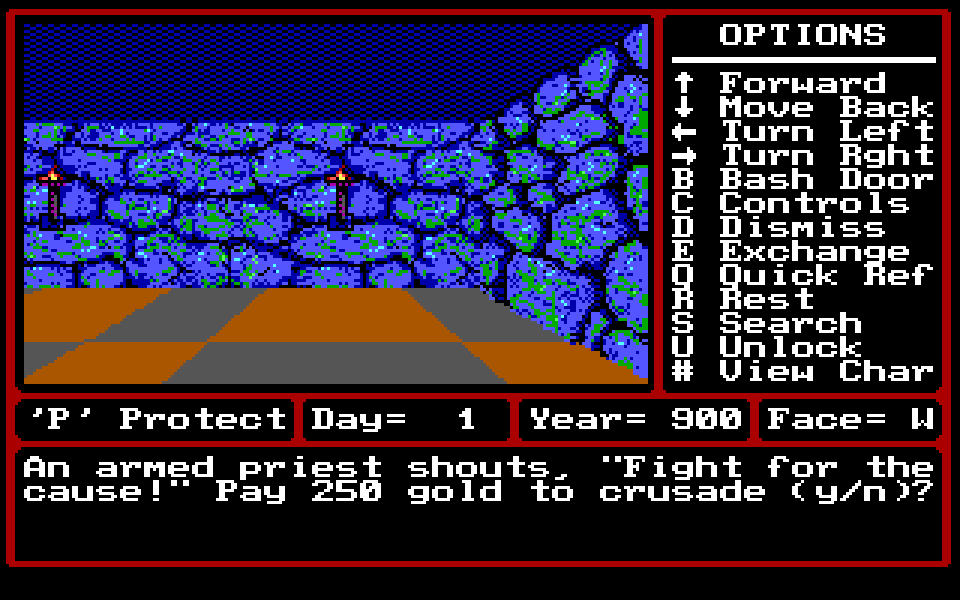 OPTIONS
↑ Forward
↓ Move Back
← Turn Left
→ Turn Rght
B Bash Door
C Controls
D Dismiss
E Exchange
Q Quick Ref
R Rest
S Search
U Unlock
# View Char
'P' Protect
Day= 1
Year= 900
Face= W
An armed priest shouts, "Fight for the
cause!" Pay 250 gold to crusade (y/n)?